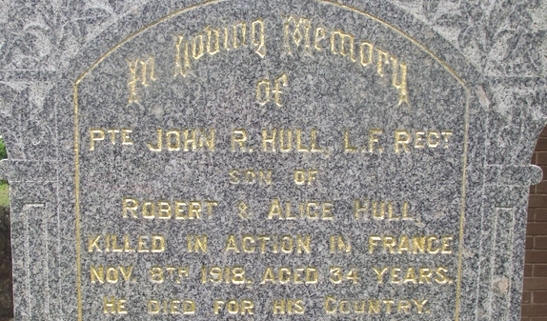 In Loving Memory
of
PTE JOHN R. HULL, L.F. RECT
SON OF
ROBERT & ALICE HULL,
KILLED IN ACTION IN FRANCE
NOV. 8TH 1918, AGED 34 YEARS.
HE DIED FOR HIS COUNTRY.